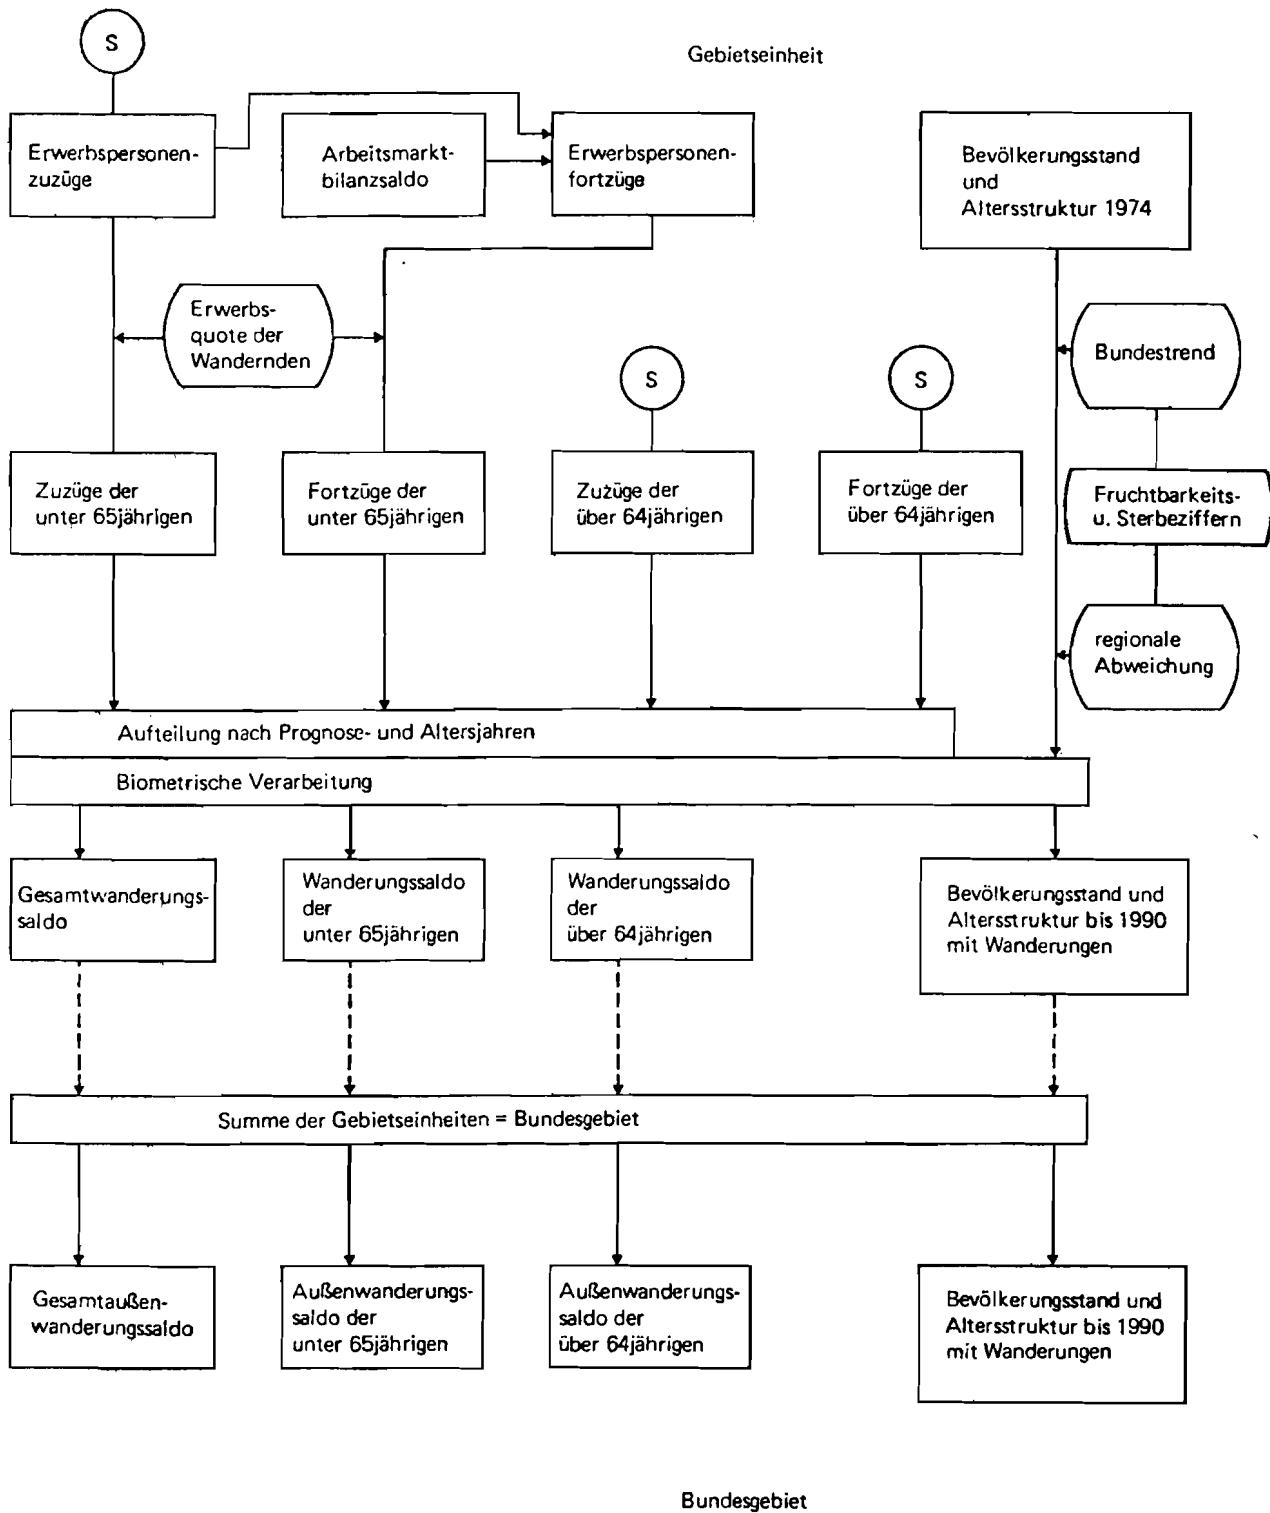 S
Gebietseinheit
Erwerbspersonen-
zuzüge
Arbeitsmarkt-
bilanzsaldo
Erwerbspersonen-
fortzüge
Bevölkerungsstand
und
Altersstruktur 1974
Erwerbs-
quote der
Wandernden
Bundestrend
S
S
Zuzüge der
unter 65jährigen
Fortzüge der
unter 65jährigen
Zuzüge der
über 64jährigen
Fortzüge der
über 64jährigen
Fruchtbarkeits-
u. Sterbeziffern
regionale
Abweichung
Aufteilung nach Prognose- und Altersjahren
Biometrische Verarbeitung
Gesamtwanderungs-
saldo
Wanderungssaldo
der
unter 65jährigen
Wanderungssaldo
der
über 64jährigen
Bevölkerungsstand und
Altersstruktur bis 1990
mit Wanderungen
Summe der Gebietseinheiten = Bundesgebiet
Gesamtaußen-
wanderungssaldo
Außenwanderungs-
saldo der
unter 65jährigen
Außenwanderungs-
saldo der
über 64jährigen
Bevölkerungsstand und
Altersstruktur bis 1990
mit Wanderungen
Bundesgebiet